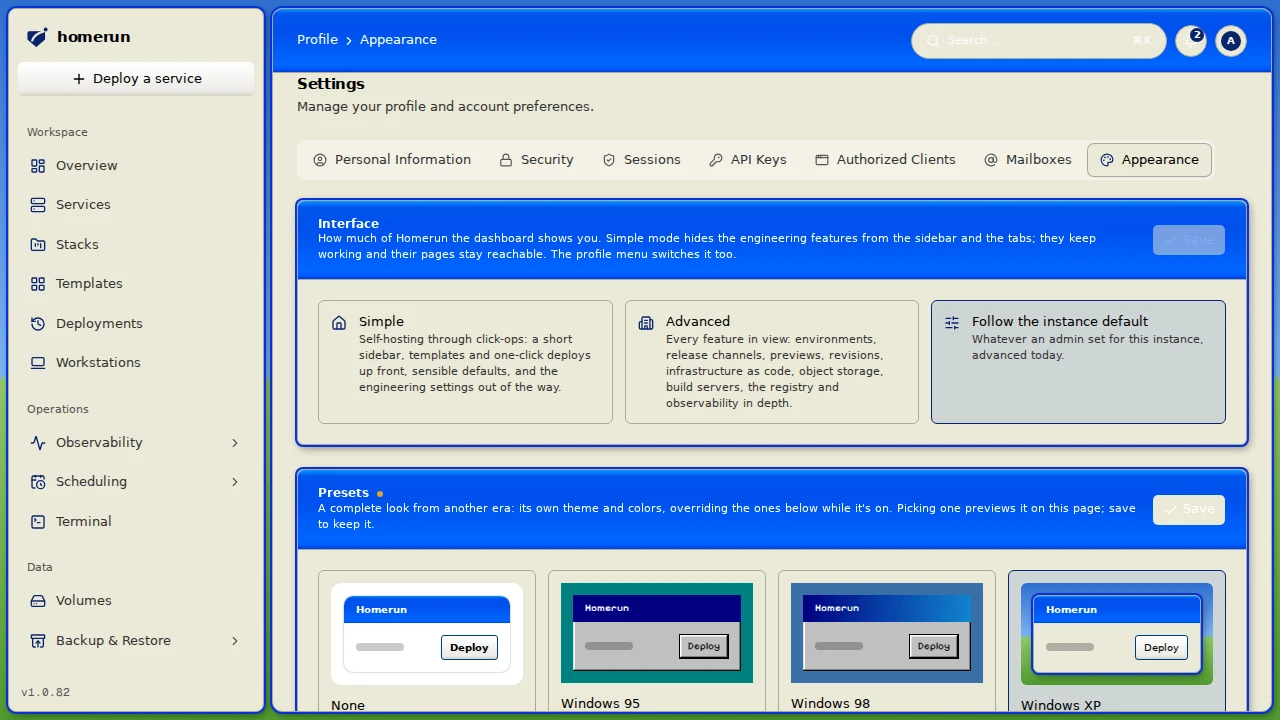 homerun
Deploy a service
Workspace
Overview
Services
Stacks
Templates
Deployments
Workstations
Operations
Observability
Scheduling
Terminal
Data
Volumes
Backup & Restore
v1.0.82
Profile > Appearance
Search...
⌘K
2
A
Settings
Manage your profile and account preferences.
Personal Information
Security
Sessions
API Keys
Authorized Clients
Mailboxes
Appearance
Interface
How much of Homerun the dashboard shows you. Simple mode hides the engineering features from the sidebar and the tabs; they keep
working and their pages stay reachable. The profile menu switches it too.
Save
Simple
Self-hosting through click-ops: a short
sidebar, templates and one-click deploys
up front, sensible defaults, and the
engineering settings out of the way.
Advanced
Every feature in view: environments,
release channels, previews, revisions,
infrastructure as code, object storage,
build servers, the registry and
observability in depth.
Follow the instance default
Whatever an admin set for this instance,
advanced today.
Presets
A complete look from another era: its own theme and colors, overriding the ones below while it's on. Picking one previews it on this page; save
to keep it.
Save
Homerun
Deploy
None
Homerun
Deploy
Windows 95
Homerun
Deploy
Windows 98
Homerun
Deploy
Windows XP